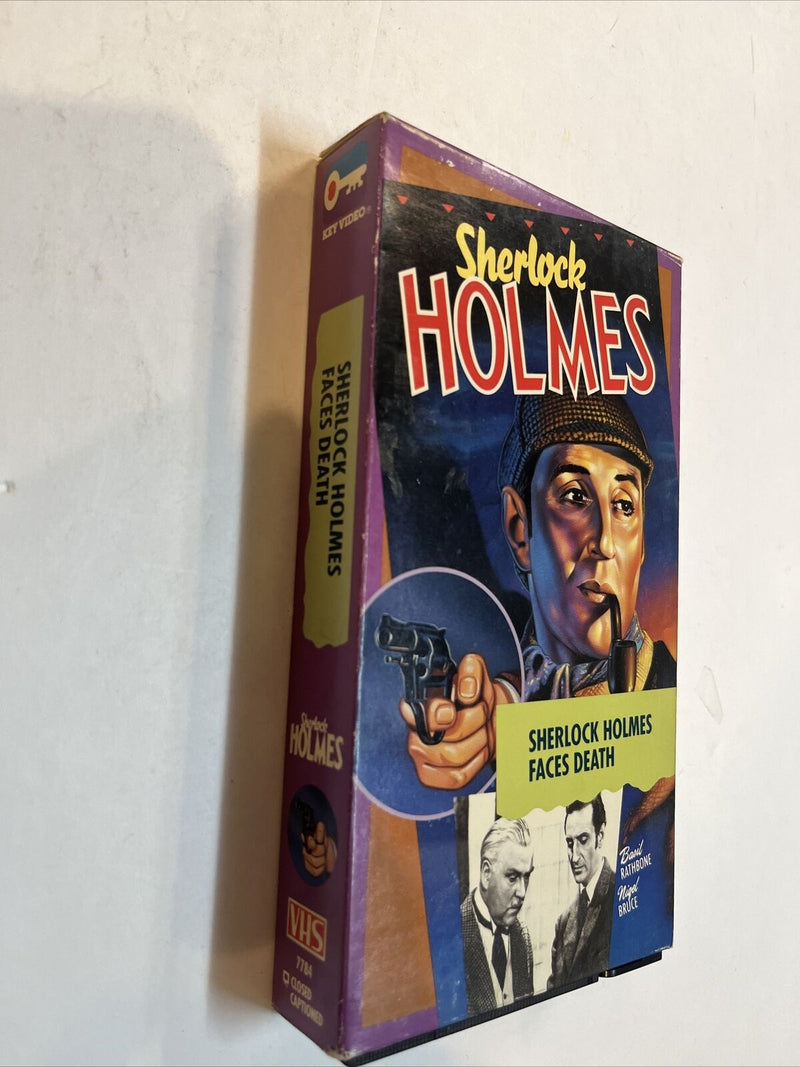 KEY VIDEO®
SHERLOCK HOLMES
FACES DEATH
Sherlock
HOLMES
VHS
7784
CLOSED
CAPTIONED
Sherlock
HOLMES
SHERLOCK HOLMES
FACES DEATH
Basil
RATHBONE
Nigel
BRUCE